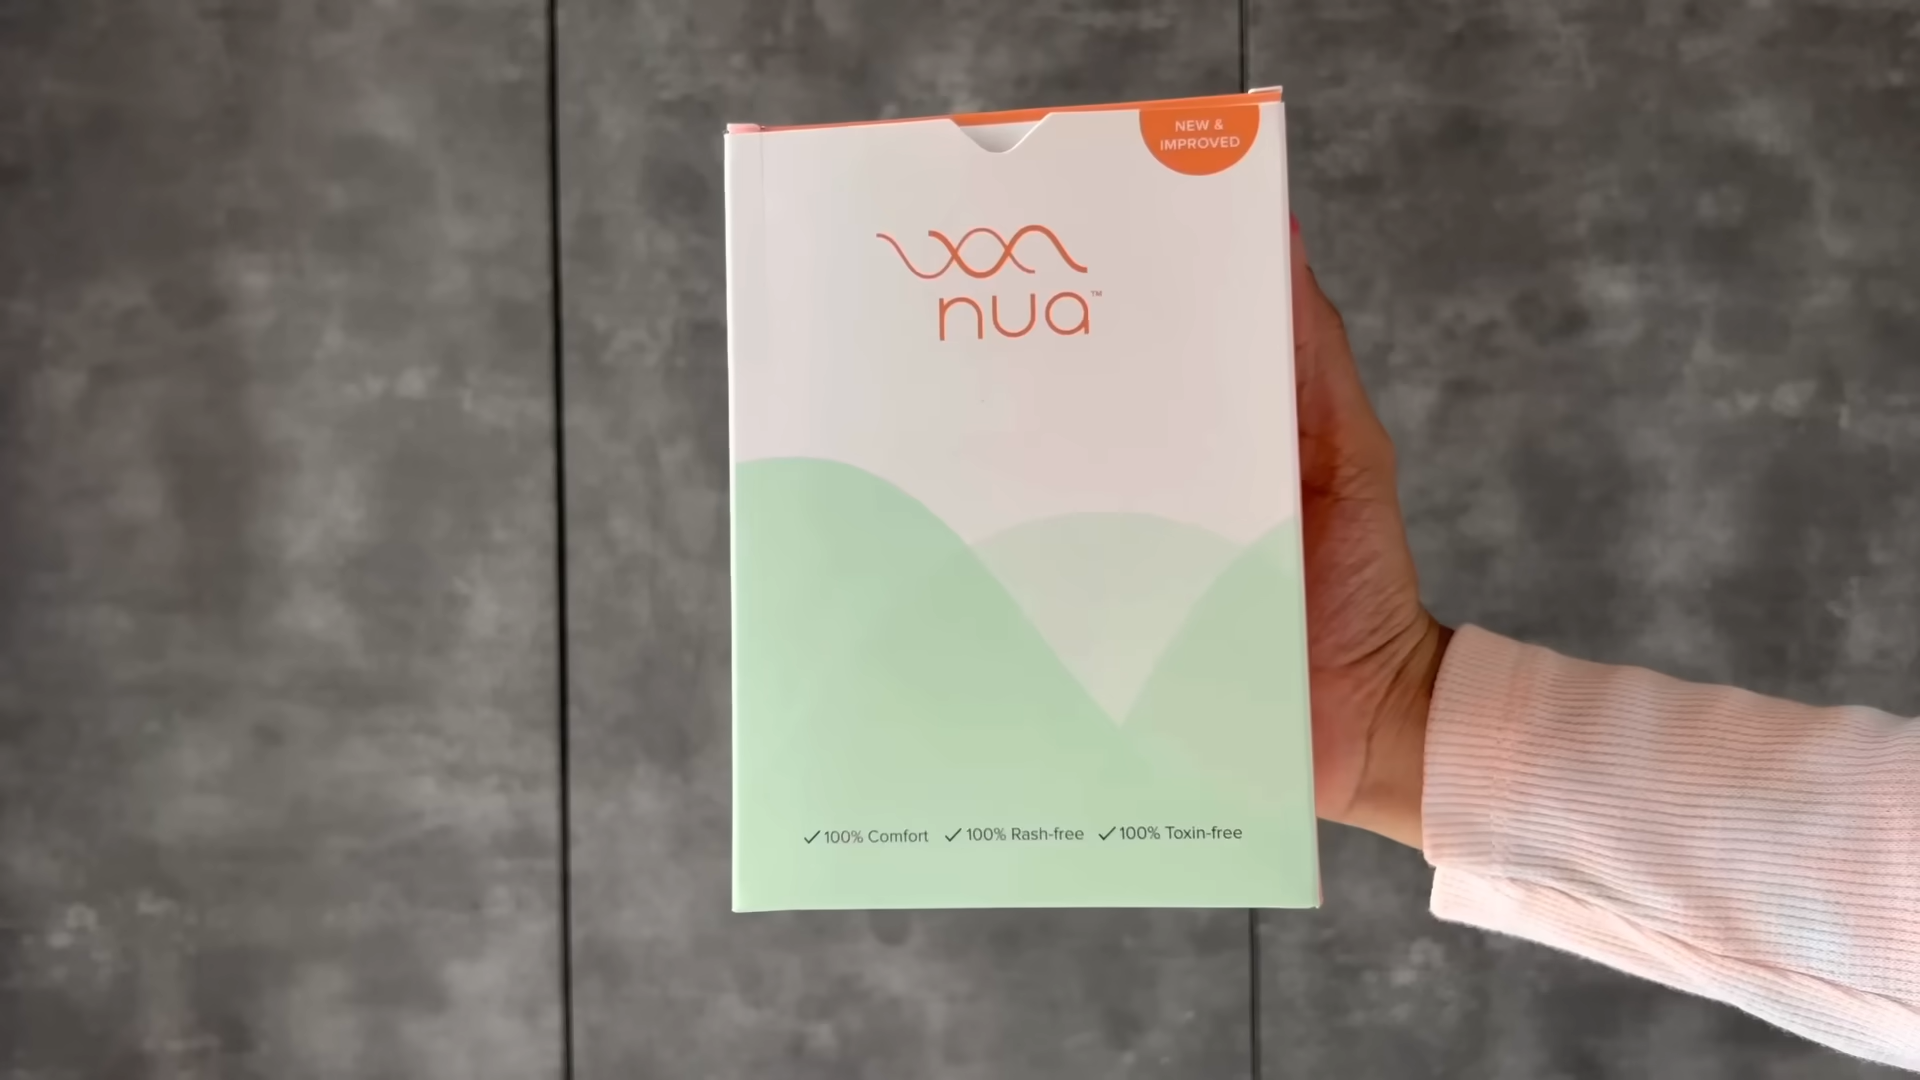 NEW &
IMPROVED
nua™
✓100% Comfort ✓100% Rash-free ✓100% Toxin-free